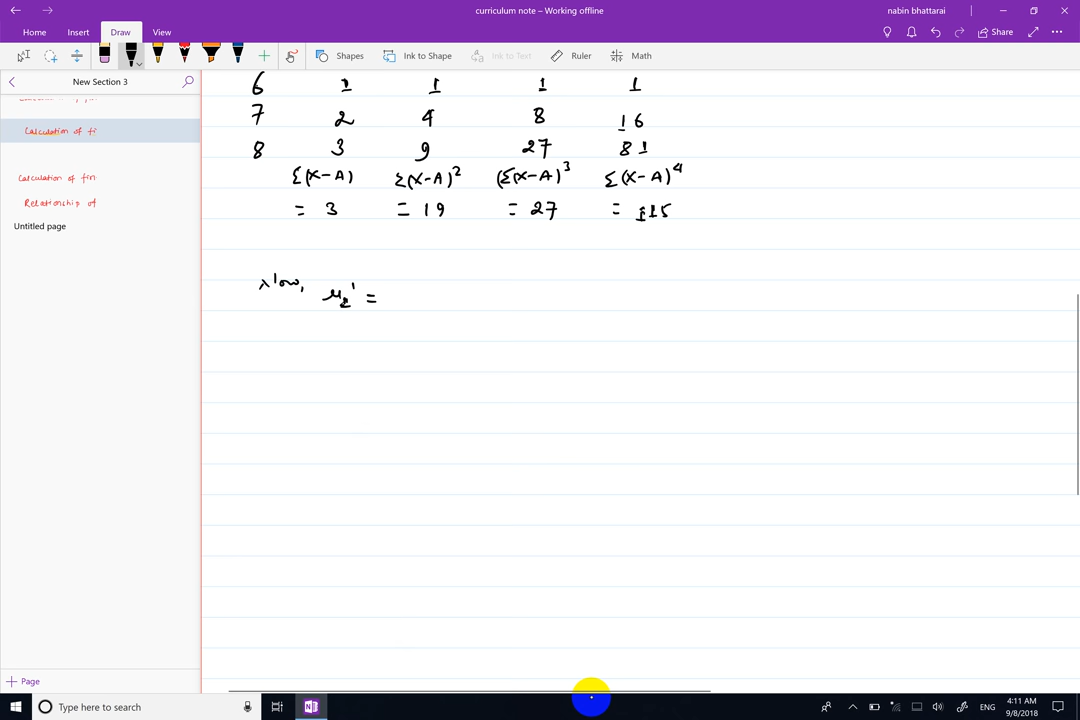 curriculum note – Working offline
nabin bhattarai
Home Insert Draw View
Share
Shapes Ink to Shape Ink to Text Ruler Math
New Section 3
Calculation of fi
Calculation of fin
Relationship of
Untitled page
6 1 1 1 1
7 2 4 8 16
8 3 9 27 81
Σ(X-A) Σ(X-A)² (Σ(X-A)³ Σ(X-A)⁴
= 3 = 19 = 27 = 115
Now, μ₂' =
+ Page
Type here to search
ENG
4:11 AM
9/8/2018